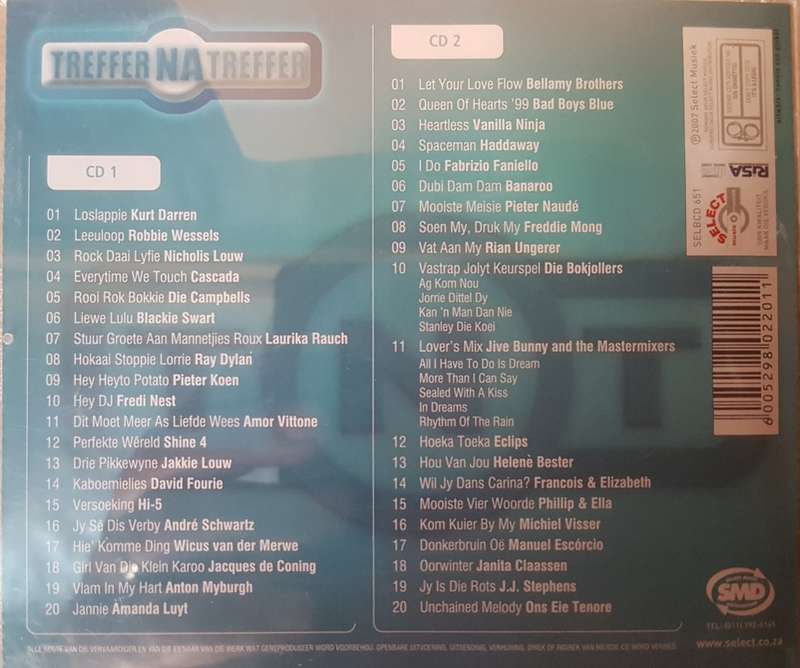 TREFFER NA TREFFER
CD 1
01 Loslappie Kurt Darren
02 Leeuloop Robbie Wessels
03 Rock Daai Lyfie Nicholis Louw
04 Everytime We Touch Cascada
05 Rooi Rok Bokkie Die Campbells
06 Liewe Lulu Blackie Swart
07 Stuur Groete Aan Mannetjies Roux Laurika Rauch
08 Hokaai Stoppie Lorrie Ray Dylan
09 Hey Heyto Potato Pieter Koen
10 Hey DJ Fredi Nest
11 Dit Moet Meer As Liefde Wees Amor Vittone
12 Perfekte Wêreld Shine 4
13 Drie Pikkewyne Jakkie Louw
14 Kaboemielies David Fourie
15 Versoeking Hi-5
16 Jy Sê Dis Verby André Schwartz
17 Hie' Komme Ding Wicus van der Merwe
18 Girl Van Die Klein Karoo Jacques de Coning
19 Vlam In My Hart Anton Myburgh
20 Jannie Amanda Luyt
CD 2
01 Let Your Love Flow Bellamy Brothers
02 Queen Of Hearts '99 Bad Boys Blue
03 Heartless Vanilla Ninja
04 Spaceman Haddaway
05 I Do Fabrizio Faniello
06 Dubi Dam Dam Banaroo
07 Mooiste Meisie Pieter Naudé
08 Soen My, Druk My Freddie Mong
09 Vat Aan My Rian Ungerer
10 Vastrap Jolyt Keurspel Die Bokjollers
Ag Kom Nou
Jorrie Dittel Dy
Kan 'n Man Dan Nie
Stanley Die Koei
11 Lover's Mix Jive Bunny and the Mastermixers
All I Have To Do Is Dream
More Than I Can Say
Sealed With A Kiss
In Dreams
Rhythm Of The Rain
12 Hoeka Toeka Eclips
13 Hou Van Jou Helenè Bester
14 Wil Jy Dans Carina? Francois & Elizabeth
15 Mooiste Vier Woorde Phillip & Ella
16 Kom Kuier By My Michiel Visser
17 Donkerbruin Oë Manuel Escórcio
18 Oorwinter Janita Claassen
19 Jy Is Die Rots J.J. Stephens
20 Unchained Melody Ons Eie Tenore
℗2007 Select Musiek
RiSA
SELBCD 651
SELECT
MUSIEK
100% KWALITEIT
MAAK DIE VERSKIL
6005298022011
SMD
www.select.co.za